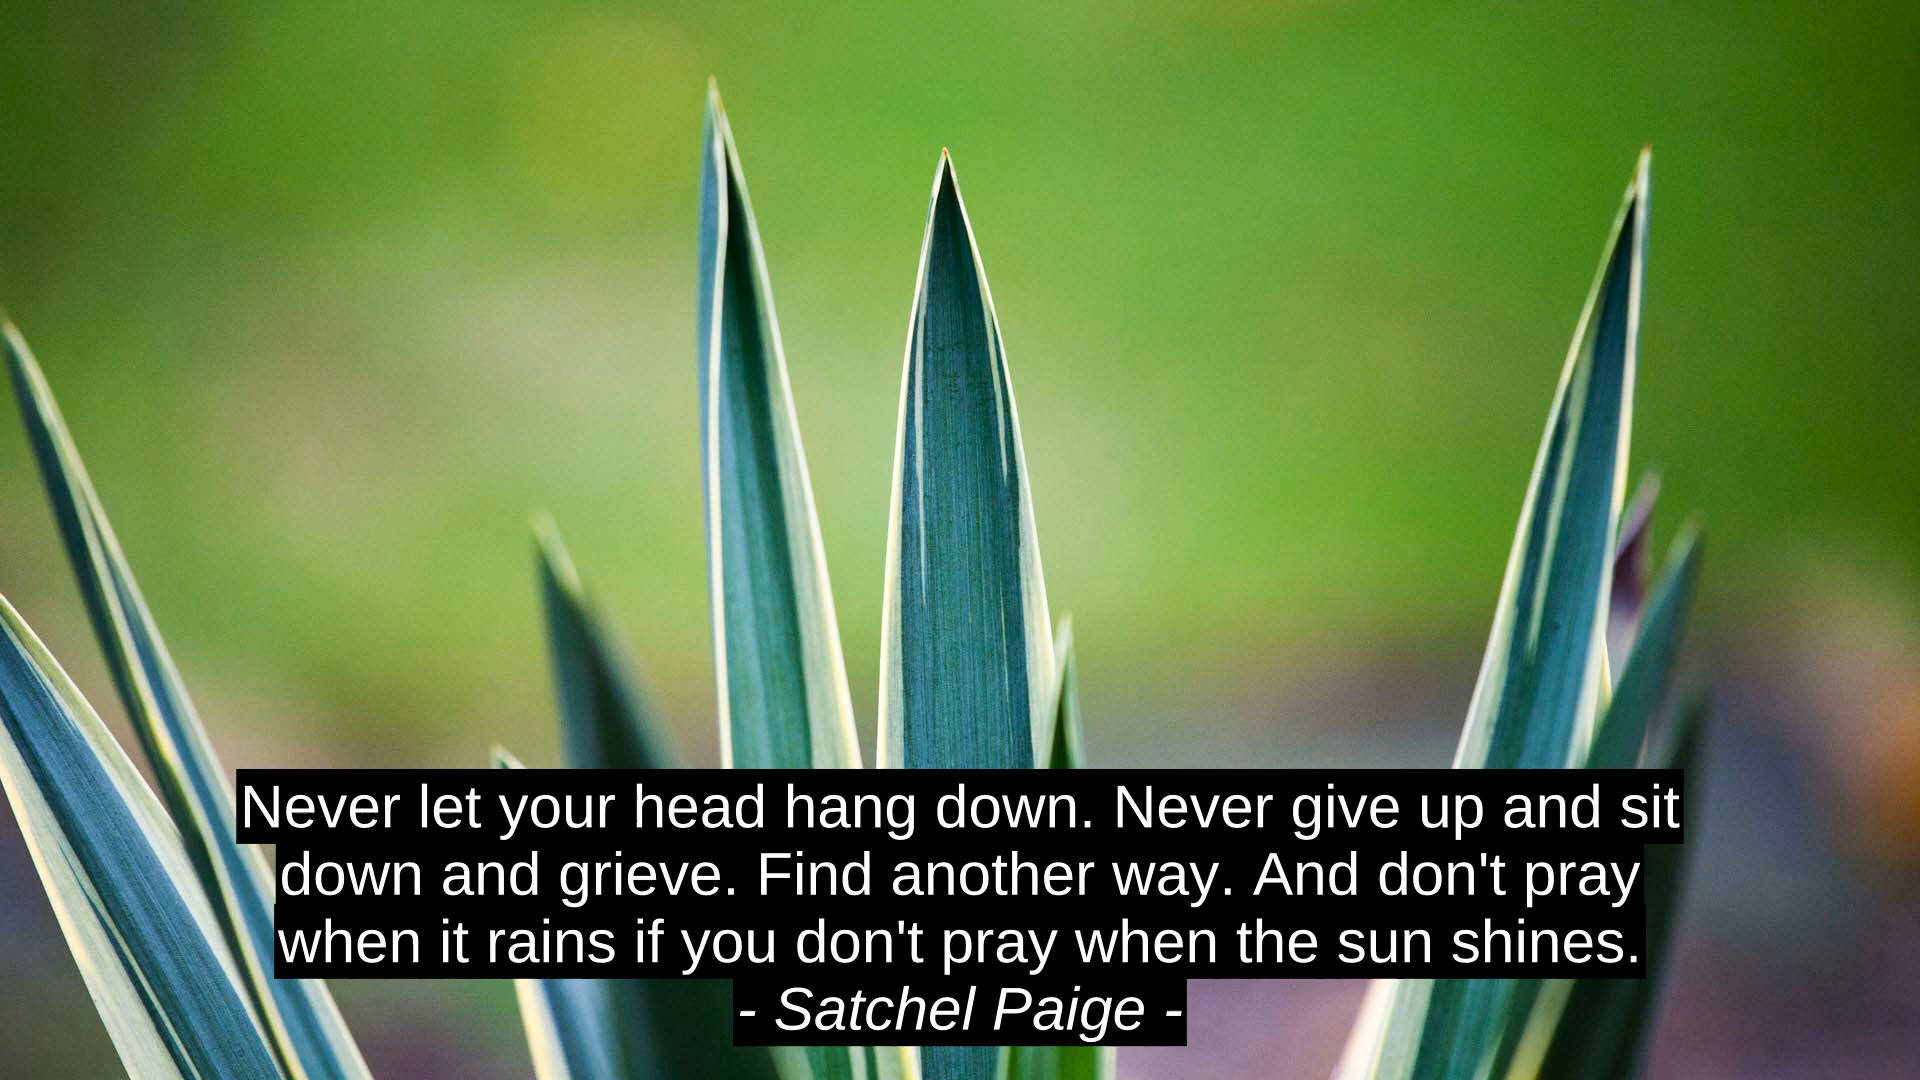 Never let your head hang down. Never give up and sit
down and grieve. Find another way. And don't pray
when it rains if you don't pray when the sun shines.
- Satchel Paige -